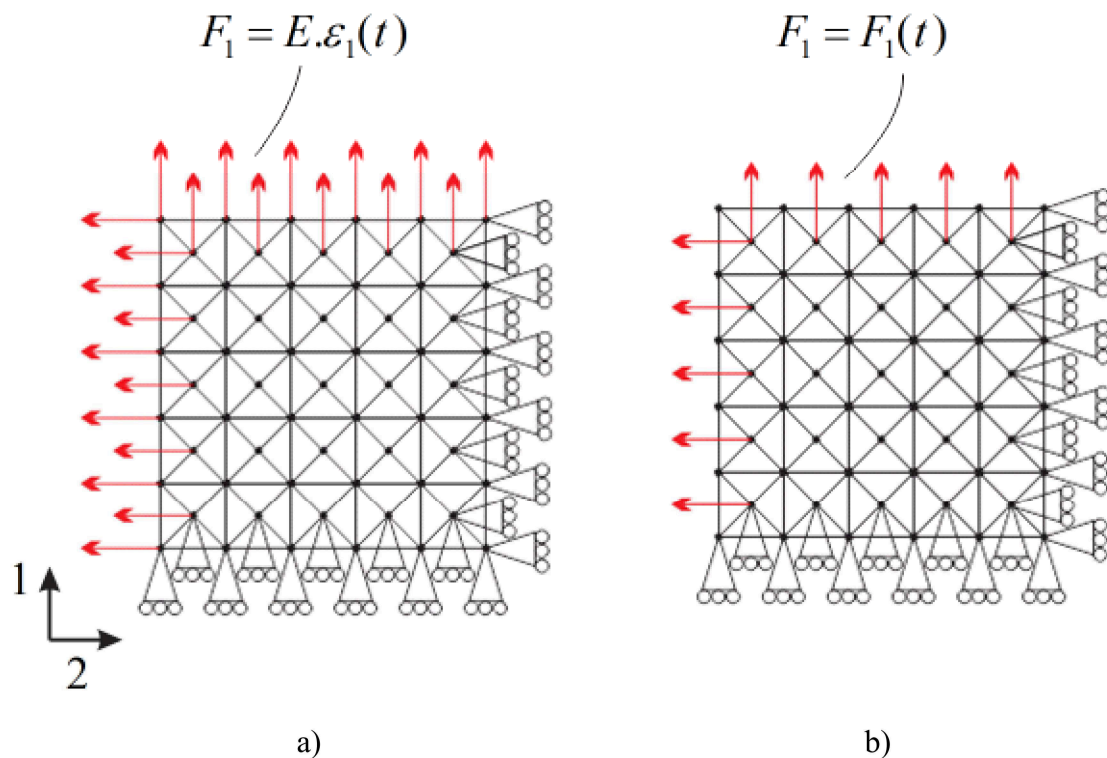 F₁ = E.ε₁(t)
F₁ = F₁(t)
1
2
a)
b)